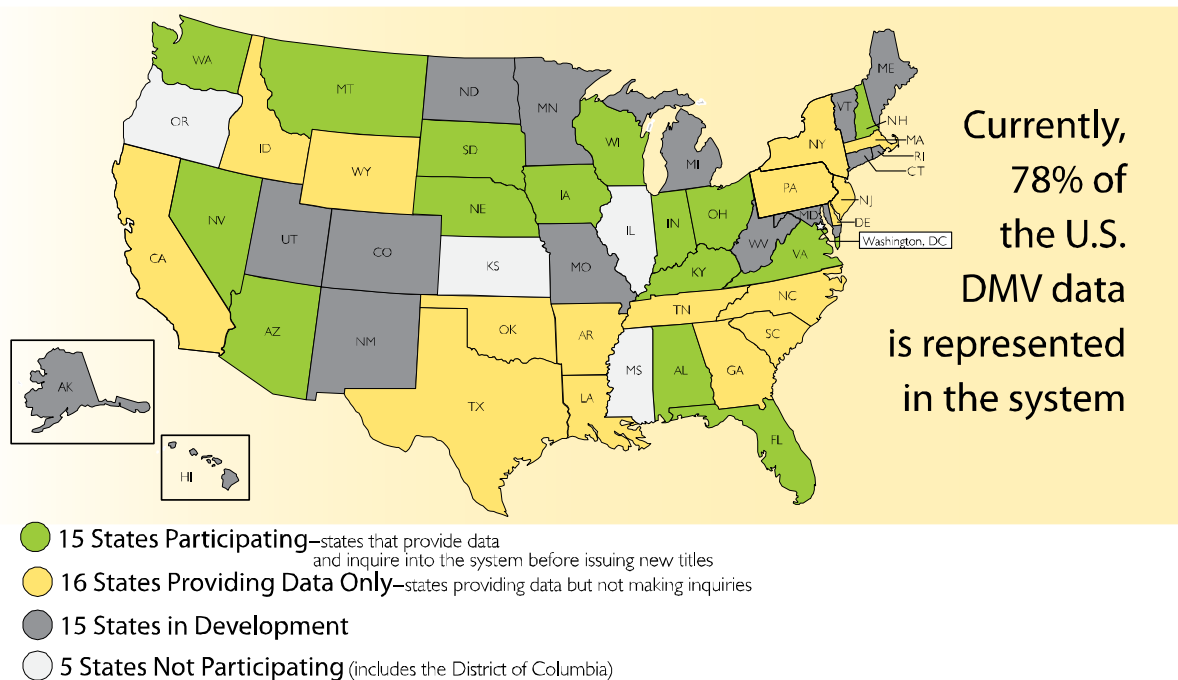 WA
MT
ND
MN
ME
VT
NH
MA
RI
CT
OR
ID
SD
WI
MI
NY
WY
NE
IA
PA
NJ
DE
MD
Washington, DC
NV
UT
CO
KS
MO
IL
IN
OH
WV
VA
KY
CA
AZ
NM
OK
AR
TN
NC
SC
TX
LA
MS
AL
GA
FL
AK
HI
Currently,
78% of
the U.S.
DMV data
is represented
in the system
15 States Participating–states that provide data
and inquire into the system before issuing new titles
16 States Providing Data Only–states providing data but not making inquiries
15 States in Development
5 States Not Participating (includes the District of Columbia)